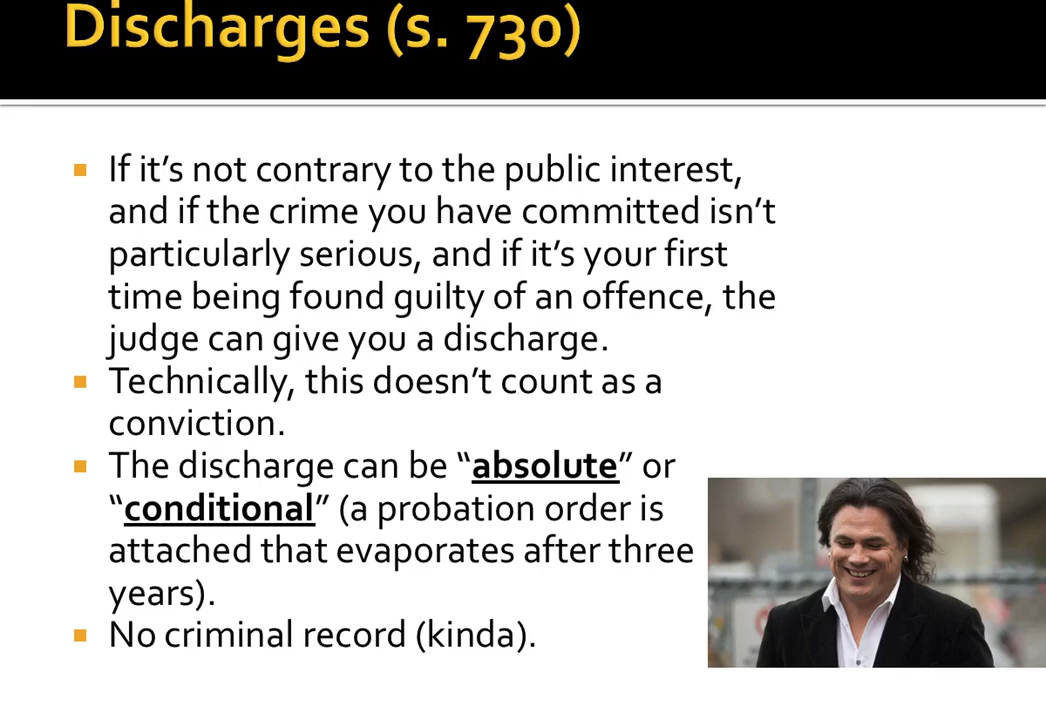 Discharges (s. 730)
If it’s not contrary to the public interest,
and if the crime you have committed isn’t
particularly serious, and if it’s your first
time being found guilty of an offence, the
judge can give you a discharge.
Technically, this doesn’t count as a
conviction.
The discharge can be “absolute” or
“conditional” (a probation order is
attached that evaporates after three
years).
No criminal record (kinda).